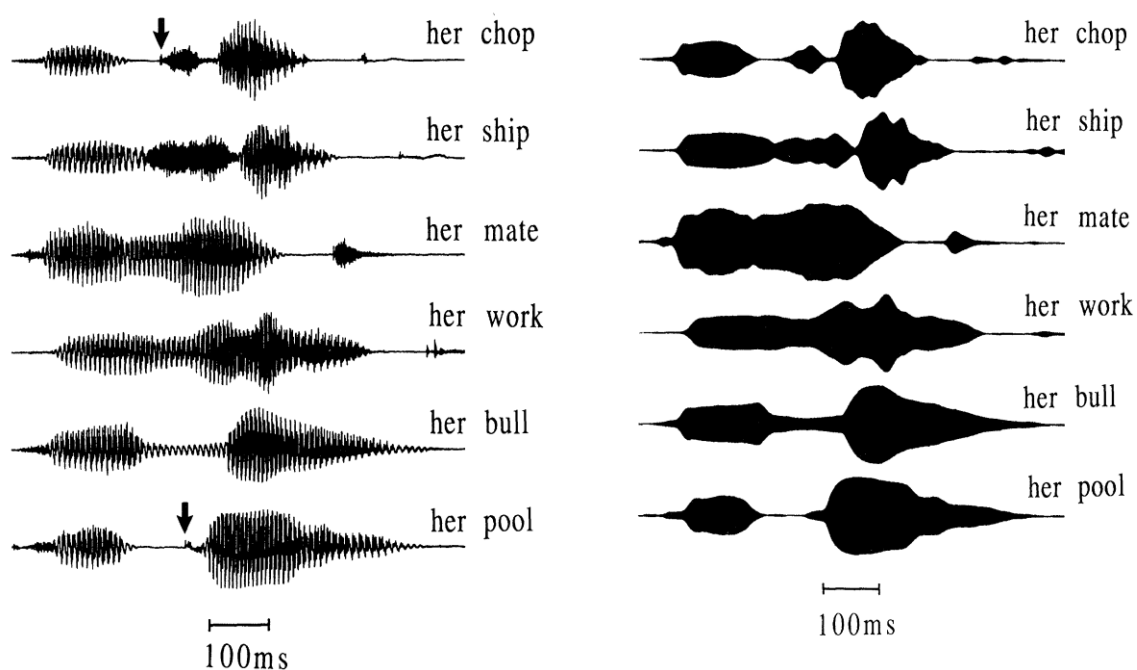 her chop
her ship
her mate
her work
her bull
her pool
100ms
her chop
her ship
her mate
her work
her bull
her pool
100ms